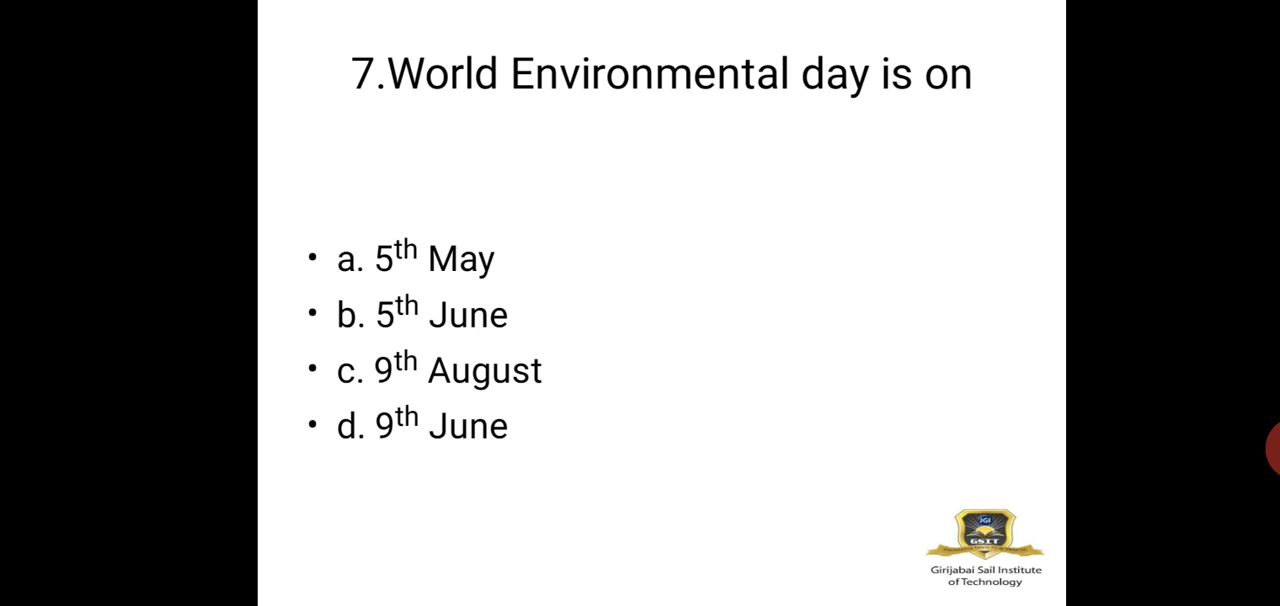 7.World Environmental day is on
• a. 5th May
• b. 5th June
• c. 9th August
• d. 9th June
JGI
GSIT
Girijabai Sail Institute
of Technology